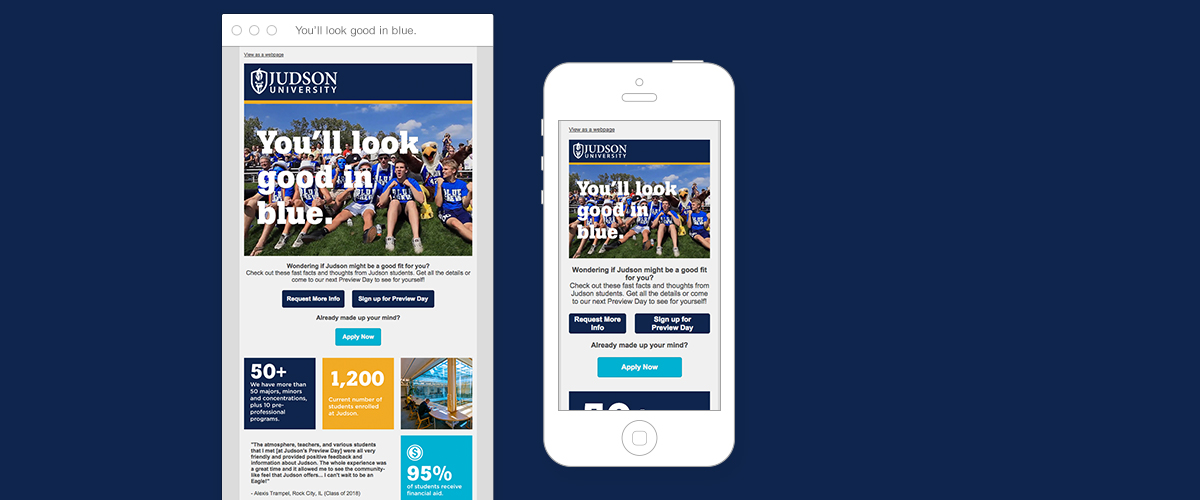 You'll look good in blue.
View as a webpage
JUDSON
UNIVERSITY
You'll look
good in
blue.
Wondering if Judson might be a good fit for you?
Check out these fast facts and thoughts from Judson students. Get all the details or
come to our next Preview Day to see for yourself!
Request More Info
Sign up for Preview Day
Already made up your mind?
Apply Now
50+
We have more than
50 majors, minors
and concentrations,
plus 10 pre-
professional
programs.
1,200
Current number of
students enrolled
at Judson.
"The atmosphere, teachers, and various students
that I met [at Judson's Preview Day] were all very
friendly and provided positive feedback and
information about Judson. The whole experience was
a great time and it allowed me to see the community-
like feel that Judson offers... I can't wait to be an
Eagle!"
- Alexis Trampel, Rock City, IL (Class of 2018)
$
95%
of students receive
financial aid.
View as a webpage
JUDSON
UNIVERSITY
You'll look
good in
blue.
Wondering if Judson might be a good fit
for you?
Check out these fast facts and thoughts from
Judson students. Get all the details or come
to our next Preview Day to see for yourself!
Request More
Info
Sign up for
Preview Day
Already made up your mind?
Apply Now
50+